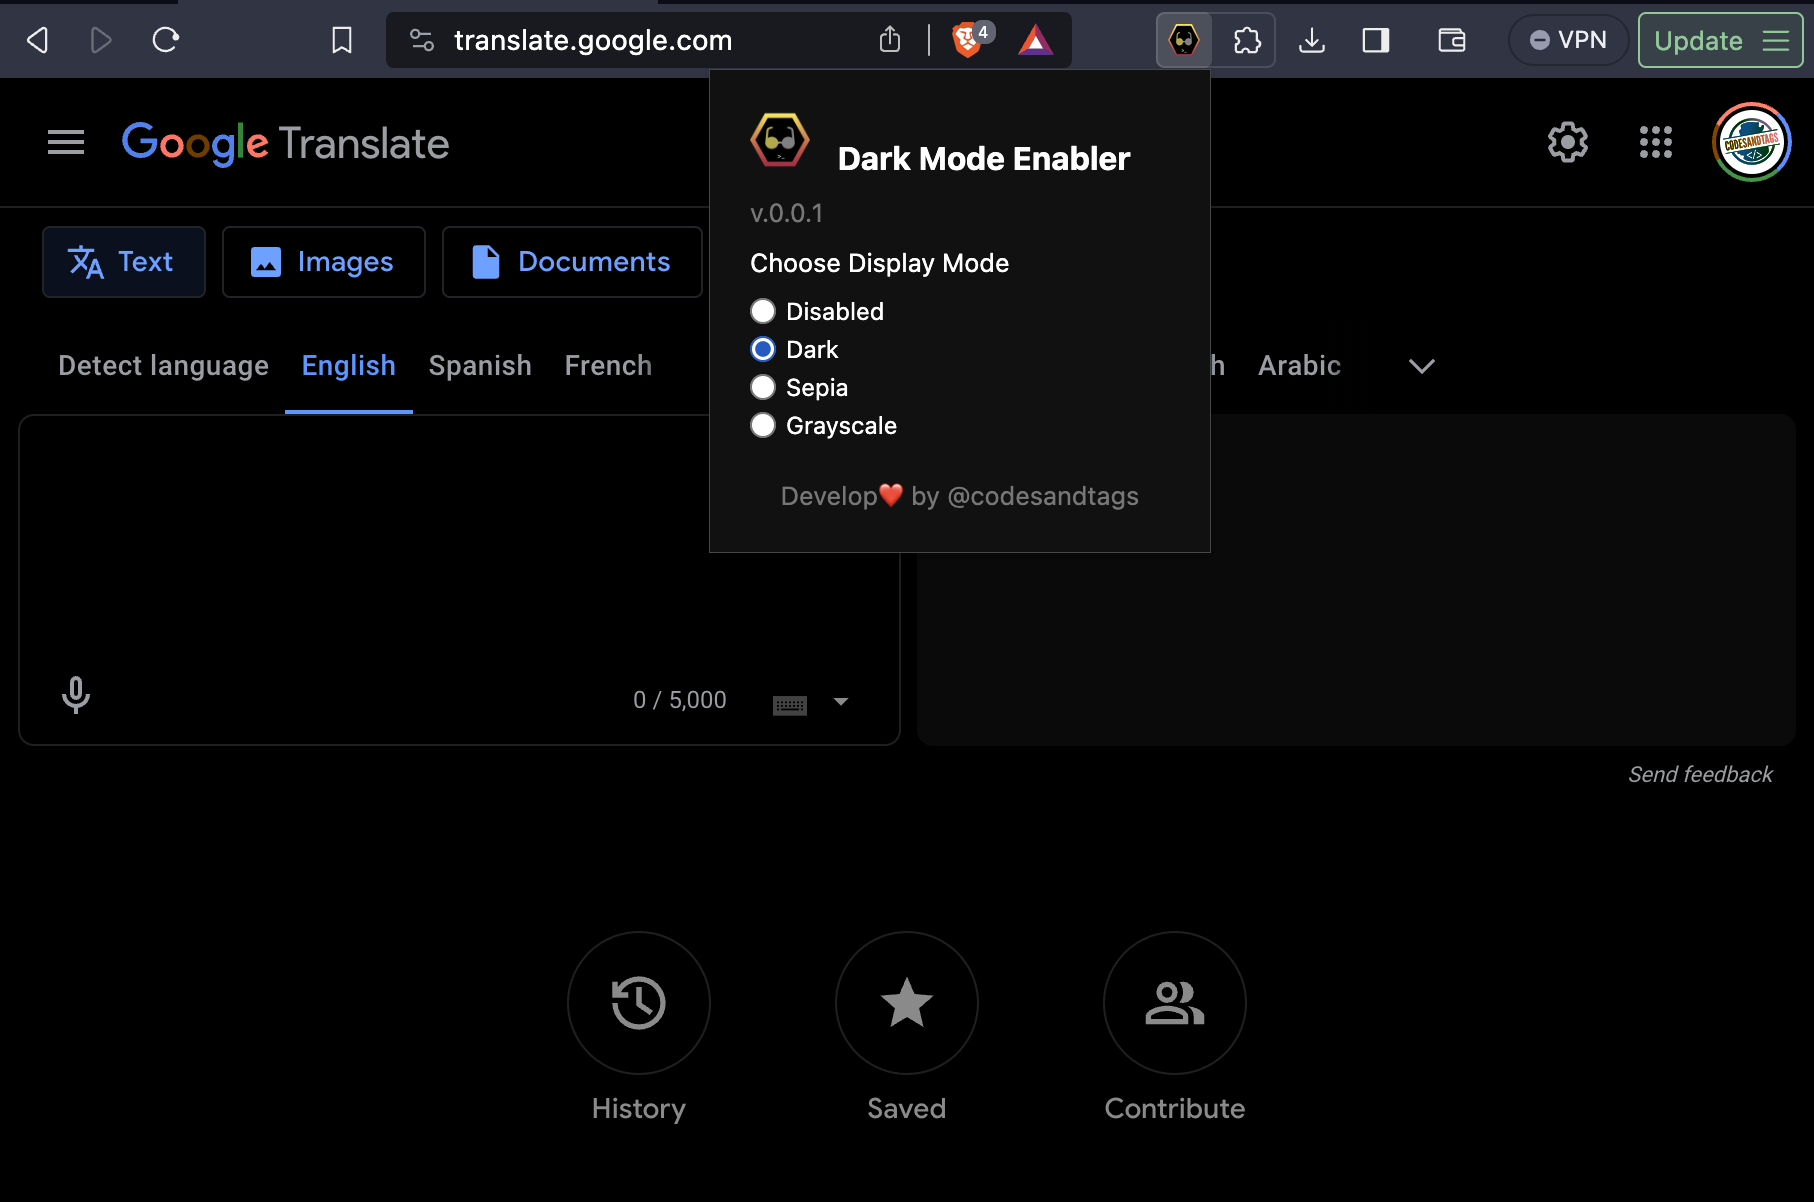 translate.google.com
4
VPN
Update
Google Translate
CODESANDTAGS
</>
Dark Mode Enabler
v.0.0.1
Choose Display Mode
Disabled
Dark
Sepia
Grayscale
Develop❤️ by @codesandtags
Text
Images
Documents
Detect language
English
Spanish
French
h
Arabic
0 / 5,000
Send feedback
History
Saved
Contribute